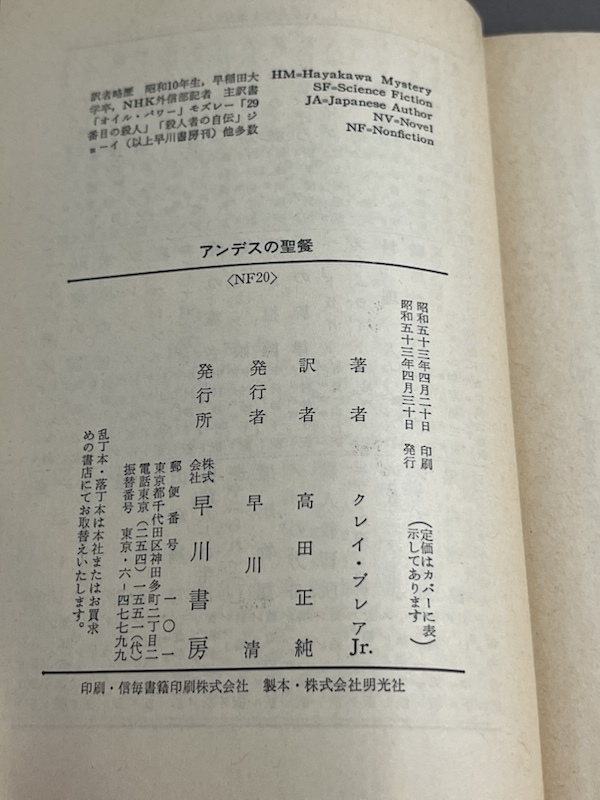 訳者略歴　昭和10年生，早稲田大
学卒，NHK外信部記者　主訳書
「オイル・パワー」モズレー「29
番目の殺人」「殺人者の自伝」ジ
ョーイ（以上早川書房刊）他多数
HM=Hayakawa Mystery
SF=Science Fiction
JA=Japanese Author
NV=Novel
NF=Nonfiction
アンデスの聖餐
〈NF20〉
昭和五十三年四月二十日　印刷
昭和五十三年四月三十日　発行
（定価はカバーに表
示してあります）
著者　クレイ・ブレアJr.
訳者　高田正純
発行者　早川清
発行所　株式会社　早川書房
郵便番号　一〇一
東京都千代田区神田多町二丁目二
電話東京（二五四）一五五一（代）
振替番号　東京・六－四七七九九
乱丁本・落丁本は本社またはお買求
めの書店にてお取替えいたします。
印刷・信毎書籍印刷株式会社　製本・株式会社明光社